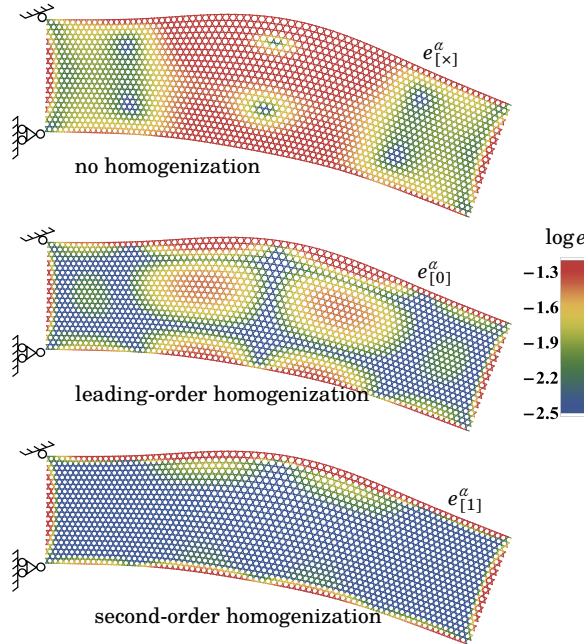 e^α_[×]
no homogenization
log e
e^α_[0]
−1.3
−1.6
−1.9
−2.2
−2.5
leading-order homogenization
e^α_[1]
second-order homogenization